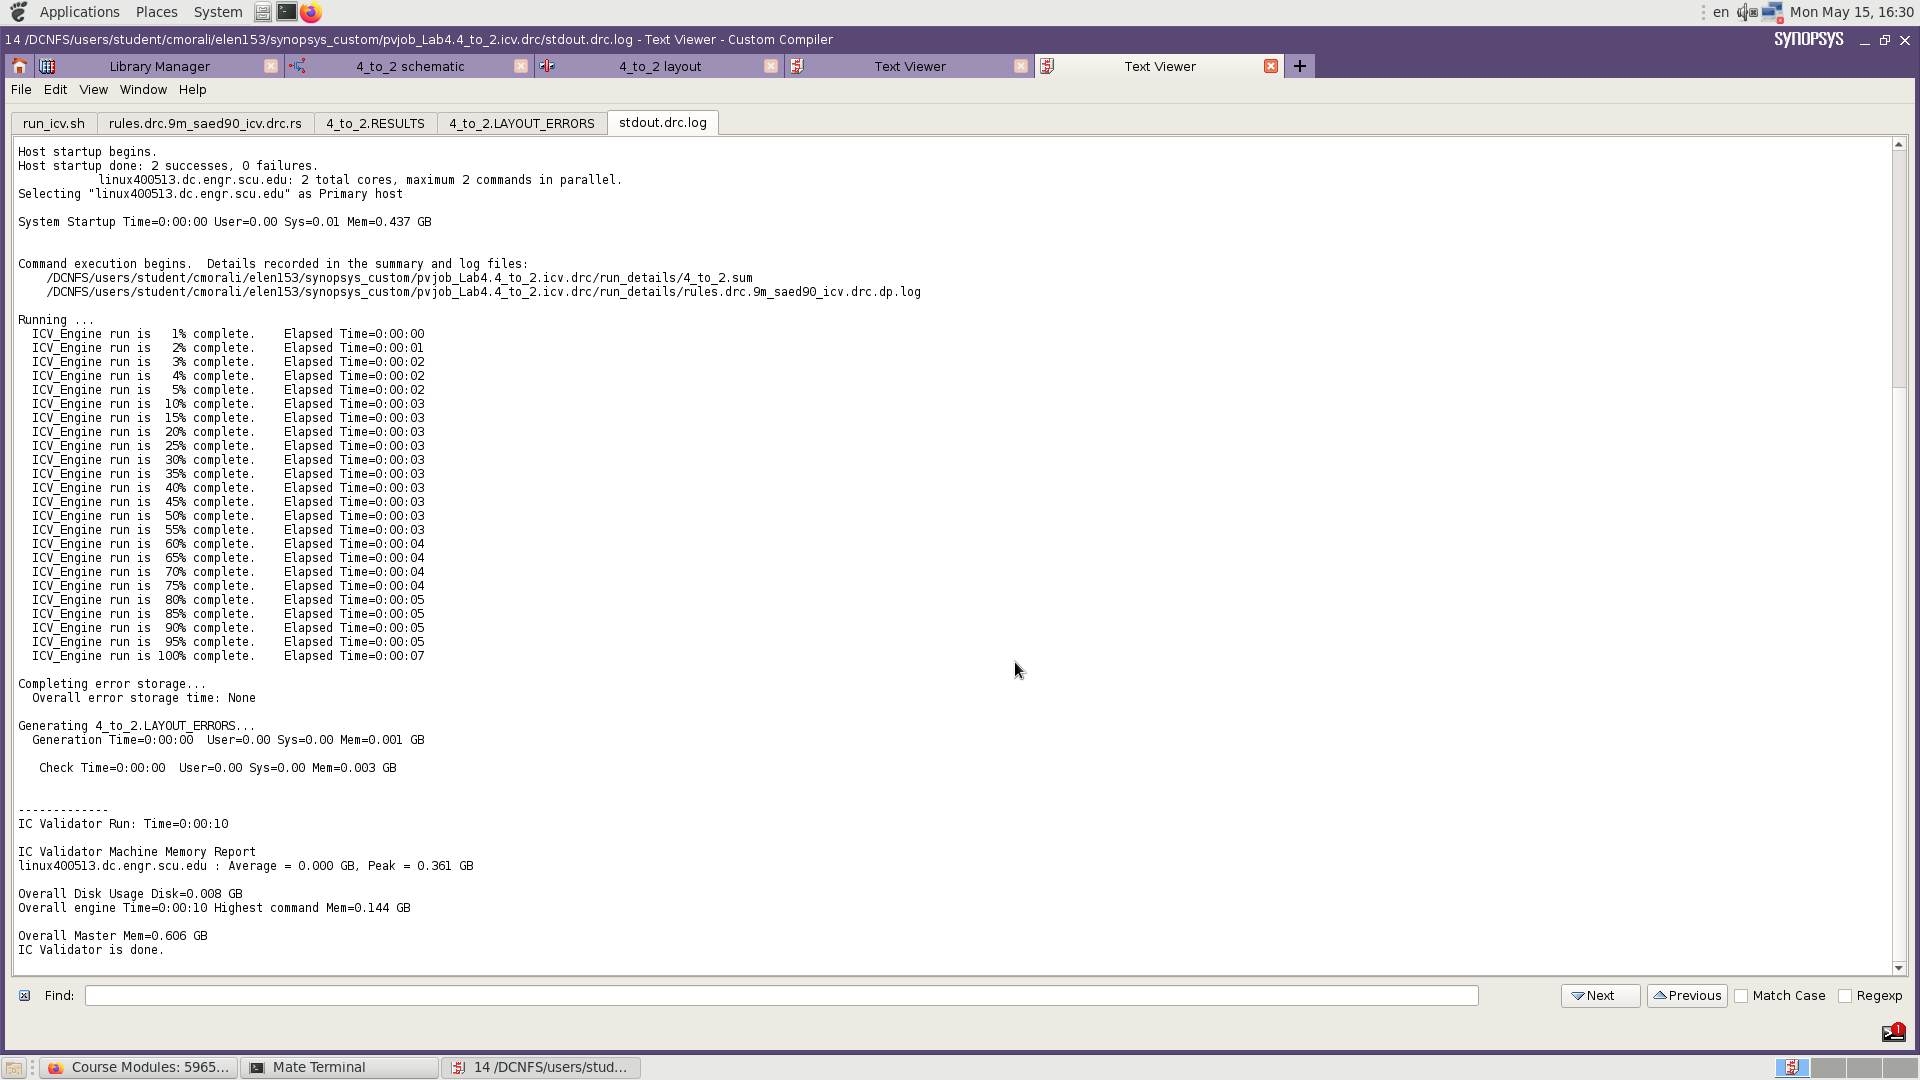 Applications Places System en Mon May 15, 16:30
14 /DCNFS/users/student/cmorali/elen153/synopsys_custom/pvjob_Lab4.4_to_2.icv.drc/stdout.drc.log - Text Viewer - Custom Compiler SYNOPSYS
Library Manager 4_to_2 schematic 4_to_2 layout Text Viewer Text Viewer
File Edit View Window Help
run_icv.sh rules.drc.9m_saed90_icv.drc.rs 4_to_2.RESULTS 4_to_2.LAYOUT_ERRORS stdout.drc.log
Host startup begins.
Host startup done: 2 successes, 0 failures.
linux400513.dc.engr.scu.edu: 2 total cores, maximum 2 commands in parallel.
Selecting "linux400513.dc.engr.scu.edu" as Primary host
System Startup Time=0:00:00 User=0.00 Sys=0.01 Mem=0.437 GB
Command execution begins.  Details recorded in the summary and log files:
/DCNFS/users/student/cmorali/elen153/synopsys_custom/pvjob_Lab4.4_to_2.icv.drc/run_details/4_to_2.sum
/DCNFS/users/student/cmorali/elen153/synopsys_custom/pvjob_Lab4.4_to_2.icv.drc/run_details/rules.drc.9m_saed90_icv.drc.dp.log
Running ...
ICV_Engine run is   1% complete.    Elapsed Time=0:00:00
ICV_Engine run is   2% complete.    Elapsed Time=0:00:01
ICV_Engine run is   3% complete.    Elapsed Time=0:00:02
ICV_Engine run is   4% complete.    Elapsed Time=0:00:02
ICV_Engine run is   5% complete.    Elapsed Time=0:00:02
ICV_Engine run is  10% complete.    Elapsed Time=0:00:03
ICV_Engine run is  15% complete.    Elapsed Time=0:00:03
ICV_Engine run is  20% complete.    Elapsed Time=0:00:03
ICV_Engine run is  25% complete.    Elapsed Time=0:00:03
ICV_Engine run is  30% complete.    Elapsed Time=0:00:03
ICV_Engine run is  35% complete.    Elapsed Time=0:00:03
ICV_Engine run is  40% complete.    Elapsed Time=0:00:03
ICV_Engine run is  45% complete.    Elapsed Time=0:00:03
ICV_Engine run is  50% complete.    Elapsed Time=0:00:03
ICV_Engine run is  55% complete.    Elapsed Time=0:00:03
ICV_Engine run is  60% complete.    Elapsed Time=0:00:04
ICV_Engine run is  65% complete.    Elapsed Time=0:00:04
ICV_Engine run is  70% complete.    Elapsed Time=0:00:04
ICV_Engine run is  75% complete.    Elapsed Time=0:00:04
ICV_Engine run is  80% complete.    Elapsed Time=0:00:05
ICV_Engine run is  85% complete.    Elapsed Time=0:00:05
ICV_Engine run is  90% complete.    Elapsed Time=0:00:05
ICV_Engine run is  95% complete.    Elapsed Time=0:00:05
ICV_Engine run is 100% complete.    Elapsed Time=0:00:07
Completing error storage...
Overall error storage time: None
Generating 4_to_2.LAYOUT_ERRORS...
Generation Time=0:00:00  User=0.00 Sys=0.00 Mem=0.001 GB
Check Time=0:00:00  User=0.00 Sys=0.00 Mem=0.003 GB
-------------
IC Validator Run: Time=0:00:10
IC Validator Machine Memory Report
linux400513.dc.engr.scu.edu : Average = 0.000 GB, Peak = 0.361 GB
Overall Disk Usage Disk=0.008 GB
Overall engine Time=0:00:10 Highest command Mem=0.144 GB
Overall Master Mem=0.606 GB
IC Validator is done.
Find: Next Previous Match Case Regexp
1
Course Modules: 5965... Mate Terminal 14 /DCNFS/users/stud...